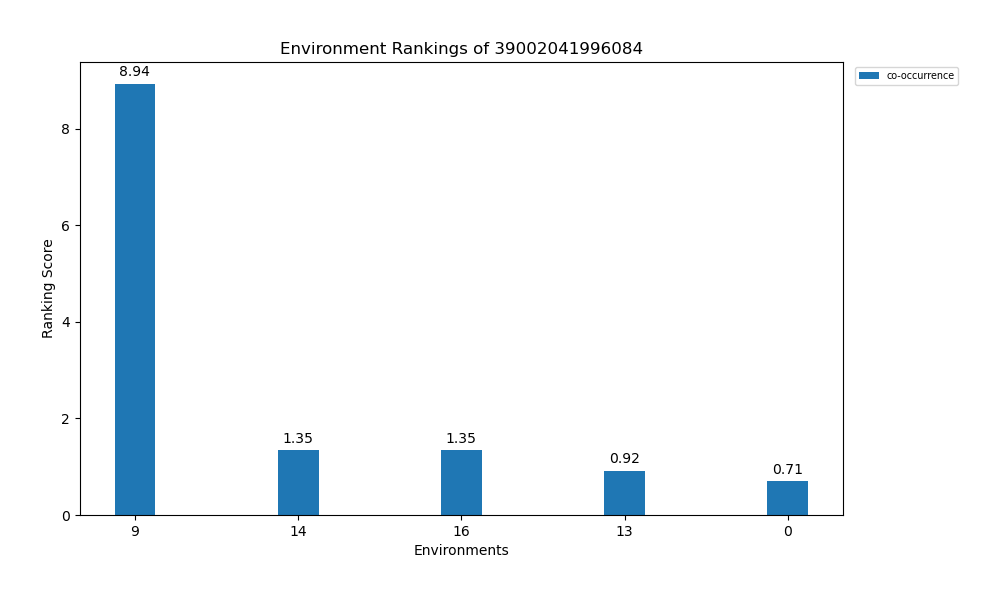 Environment Rankings of 39002041996084
co-occurrence
8.94
1.35
1.35
0.92
0.71
Ranking Score
8
6
4
2
0
9 14 16 13 0
Environments